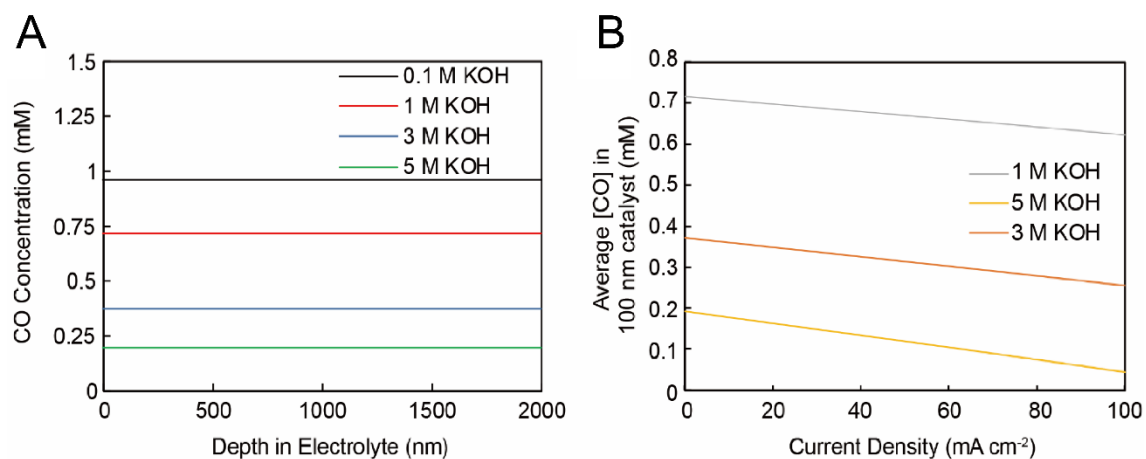 A
CO Concentration (mM)
1.5
1.25
1
0.75
0.5
0.25
0
0 500 1000 1500 2000
Depth in Electrolyte (nm)
0.1 M KOH
1 M KOH
3 M KOH
5 M KOH
B
Average [CO] in
100 nm catalyst (mM)
0.8
0.7
0.6
0.5
0.4
0.3
0.2
0.1
0
0 20 40 60 80 100
Current Density (mA cm⁻²)
1 M KOH
5 M KOH
3 M KOH